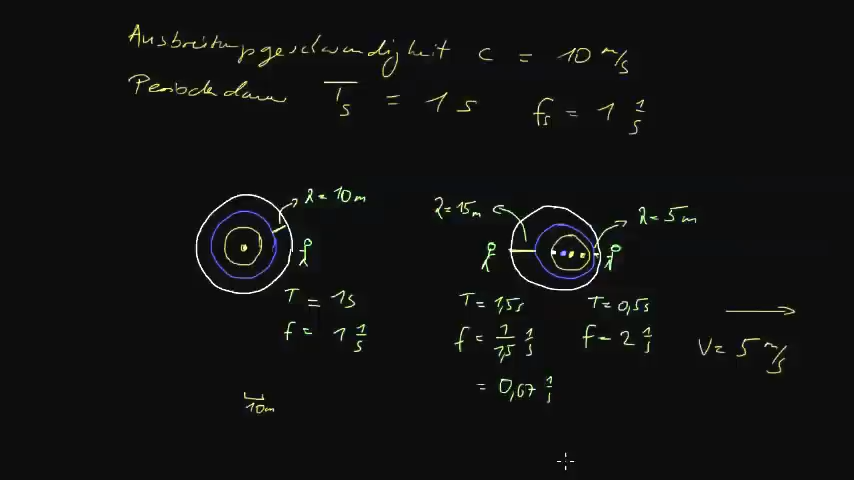 Ausbreitungsgeschwindigkeit c = 10 m/s
Periodendauer T_s = 1 s f_s = 1 1/s
λ = 10m
λ = 15m
λ = 5m
T = 1s
f = 1 1/s
T = 1,5s
f = 1/1,5 1/s
= 0,67 1/s
T = 0,5s
f = 2 1/s
V = 5 m/s
10m